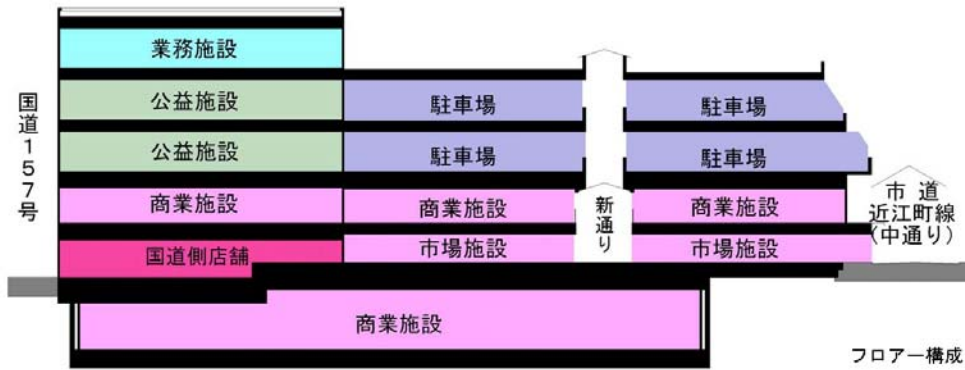 業務施設
公益施設
駐車場
駐車場
公益施設
駐車場
駐車場
商業施設
商業施設
商業施設
国道側店舗
市場施設
市場施設
商業施設
国道157号
新通り
市道
近江町線
(中通り)
フロアー構成